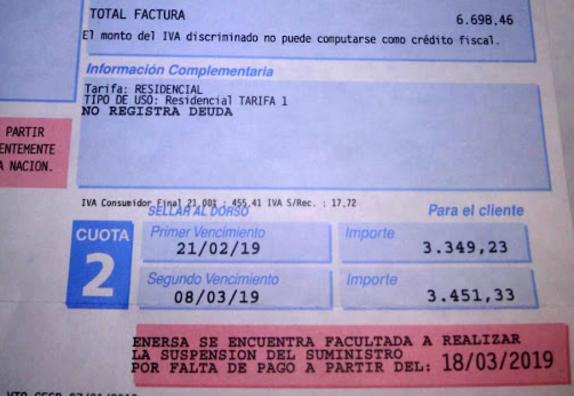 TOTAL FACTURA 6.698,46
El monto del IVA discriminado no puede computarse como crédito fiscal.
Información Complementaria
Tarifa: RESIDENCIAL
TIPO DE USO: Residencial TARIFA 1
NO REGISTRA DEUDA
PARTIR
ENTEMENTE
A NACION.
IVA Consumidor Final 21,00% : 455,41 IVA S/Rec. : 17,72
SELLAR AL DORSO Para el cliente
CUOTA
2
Primer Vencimiento Importe
21/02/19 3.349,23
Segundo Vencimiento Importe
08/03/19 3.451,33
ENERSA SE ENCUENTRA FACULTADA A REALIZAR
LA SUSPENSION DEL SUMINISTRO
POR FALTA DE PAGO A PARTIR DEL: 18/03/2019